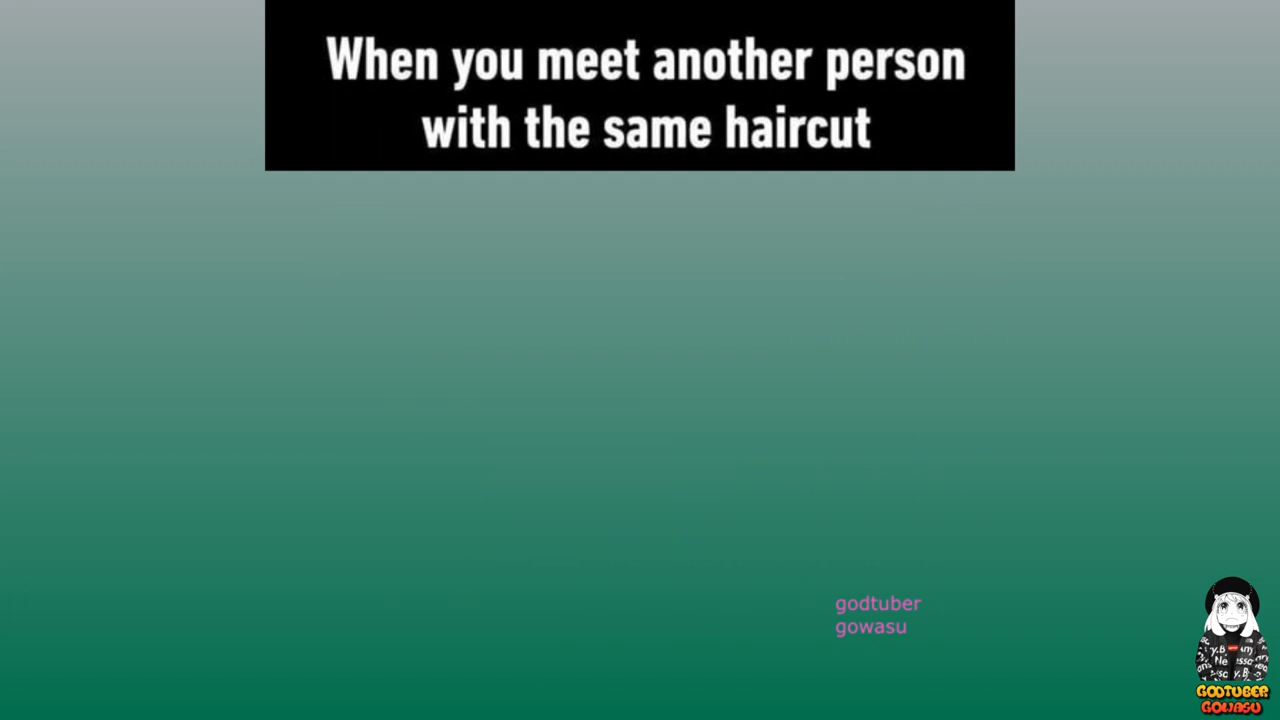 When you meet another person
with the same haircut
godtuber
gowasu
GODTUBER
GOWASU